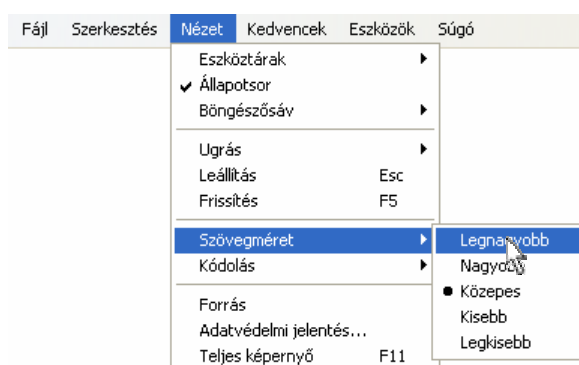 Fájl Szerkesztés Nézet Kedvencek Eszközök Súgó
Eszköztárak
Állapotsor
Böngészősáv
Ugrás
Leállítás Esc
Frissítés F5
Szövegméret
Kódolás
Forrás
Adatvédelmi jelentés...
Teljes képernyő F11
Legnagyobb
Nagyobb
Közepes
Kisebb
Legkisebb